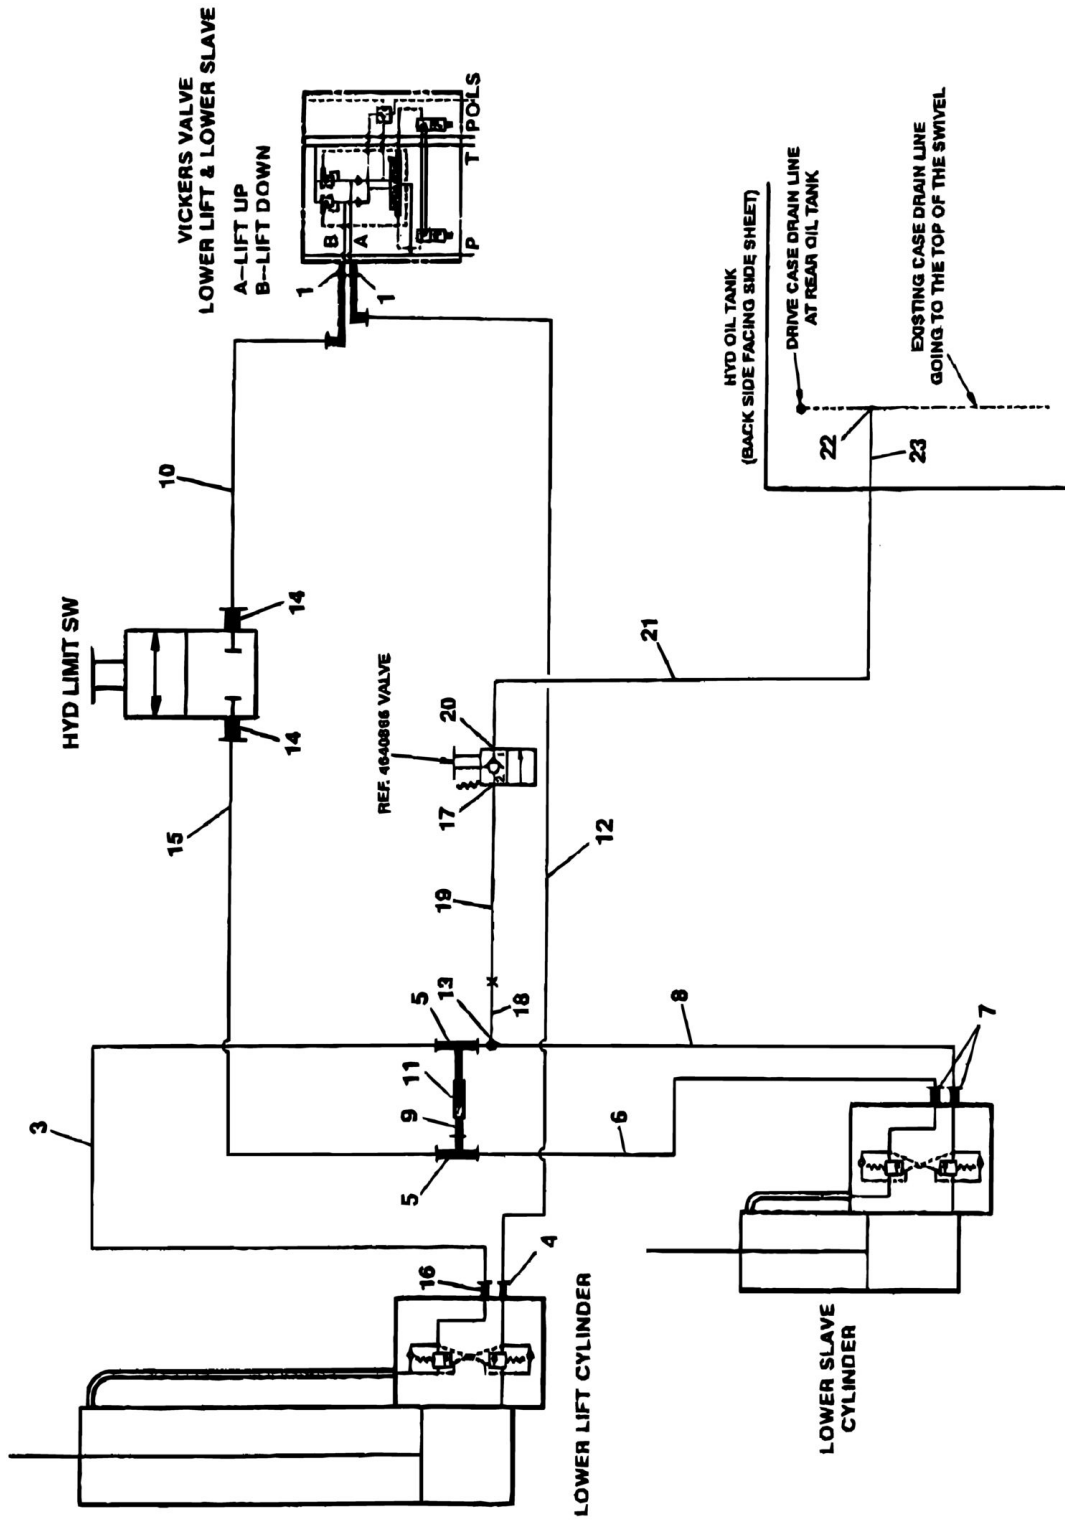 VICKERS VALVE
LOWER LIFT & LOWER SLAVE
A–LIFT UP
B–LIFT DOWN
B
A
P
T
PO
LS
1
1
10
HYD LIMIT SW
14
14
15
REF. 4640866 VALVE
20
2
1
17
21
12
19
18
13
HYD OIL TANK
(BACK SIDE FACING SIDE SHEET)
DRIVE CASE DRAIN LINE
AT REAR OIL TANK
EXISTING CASE DRAIN LINE
GOING TO THE TOP OF THE SWIVEL
22
23
3
5
11
9
5
6
8
7
16
4
LOWER LIFT CYLINDER
LOWER SLAVE
CYLINDER